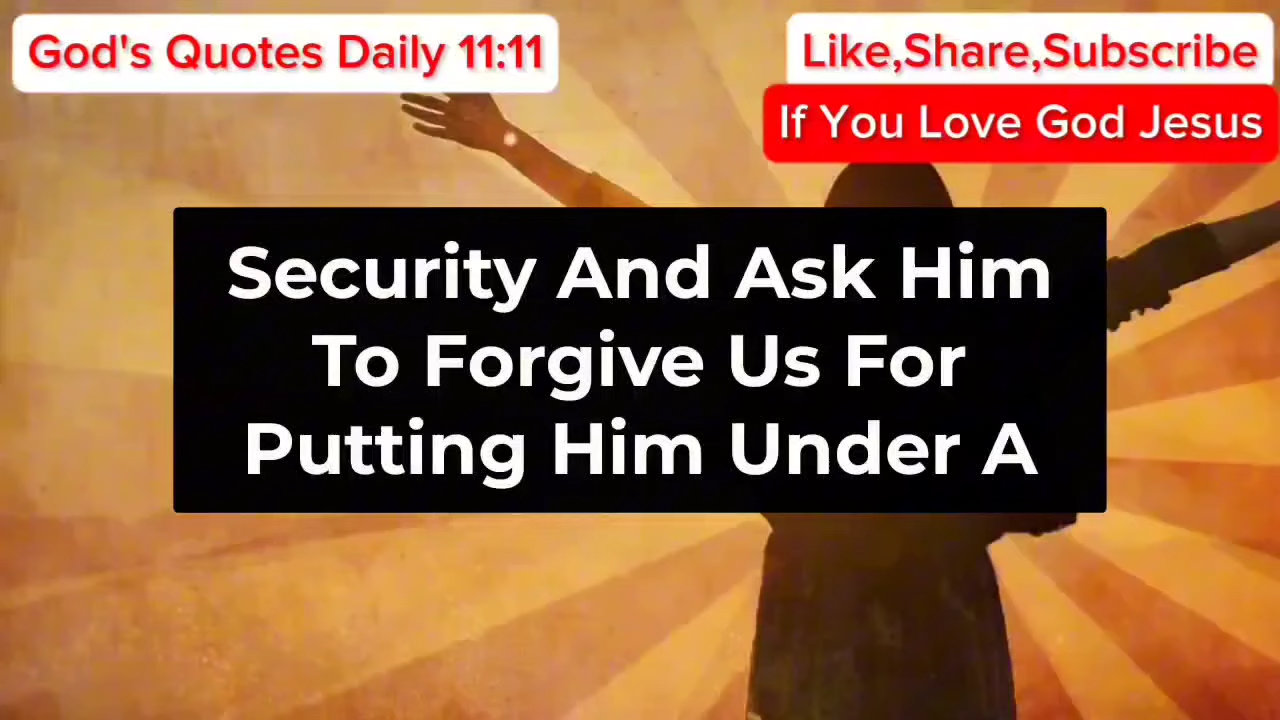 God's Quotes Daily 11:11
Like,Share,Subscribe
If You Love God Jesus
Security And Ask Him
To Forgive Us For
Putting Him Under A